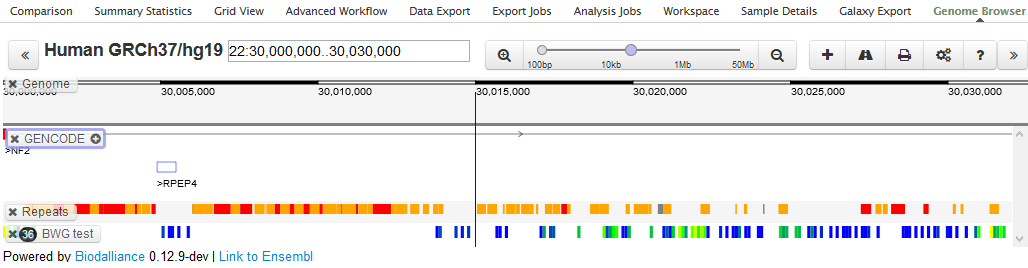 Comparison Summary Statistics Grid View Advanced Workflow Data Export Export Jobs Analysis Jobs Workspace Sample Details Galaxy Export Genome Browser
« Human GRCh37/hg19 22:30,000,000..30,030,000 100bp 10kb 1Mb 50Mb ? »
Genome
30,000,000 30,005,000 30,010,000 30,015,000 30,020,000 30,025,000 30,030,000
GENCODE
>NF2
>RPEP4
Repeats
36 BWG test
Powered by Biodalliance 0.12.9-dev | Link to Ensembl